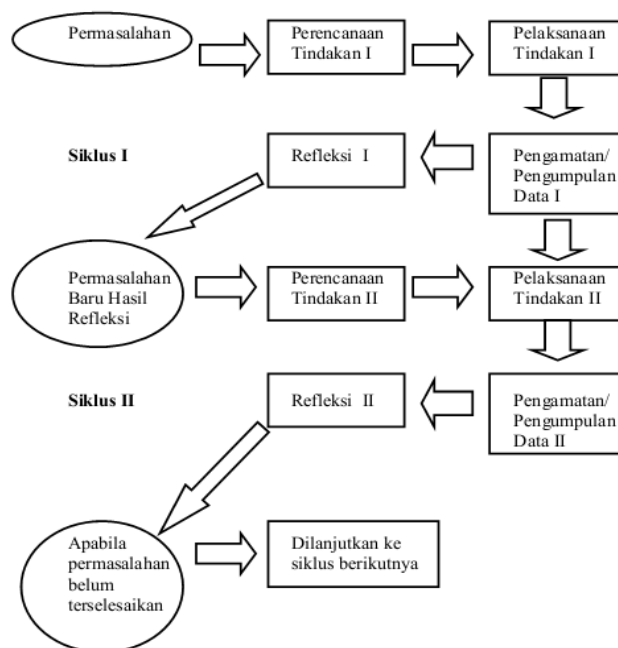 Permasalahan
Perencanaan
Tindakan I
Pelaksanaan
Tindakan I
Siklus I
Refleksi I
Pengamatan/
Pengumpulan
Data I
Permasalahan
Baru Hasil
Refleksi
Perencanaan
Tindakan II
Pelaksanaan
Tindakan II
Siklus II
Refleksi II
Pengamatan/
Pengumpulan
Data II
Apabila
permasalahan
belum
terselesaikan
Dilanjutkan ke
siklus berikutnya